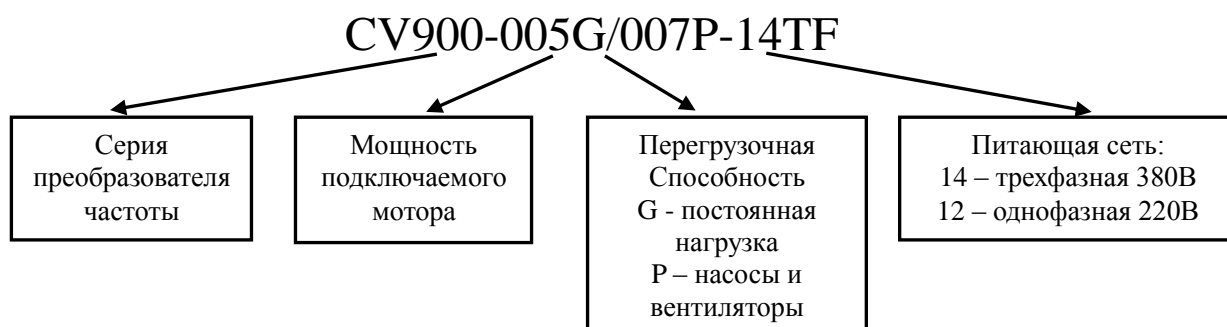 CV900-005G/007P-14TF
Серия
преобразователя
частоты
Мощность
подключаемого
мотора
Перегрузочная
Способность
G - постоянная
нагрузка
P – насосы и
вентиляторы
Питающая сеть:
14 – трехфазная 380В
12 – однофазная 220В